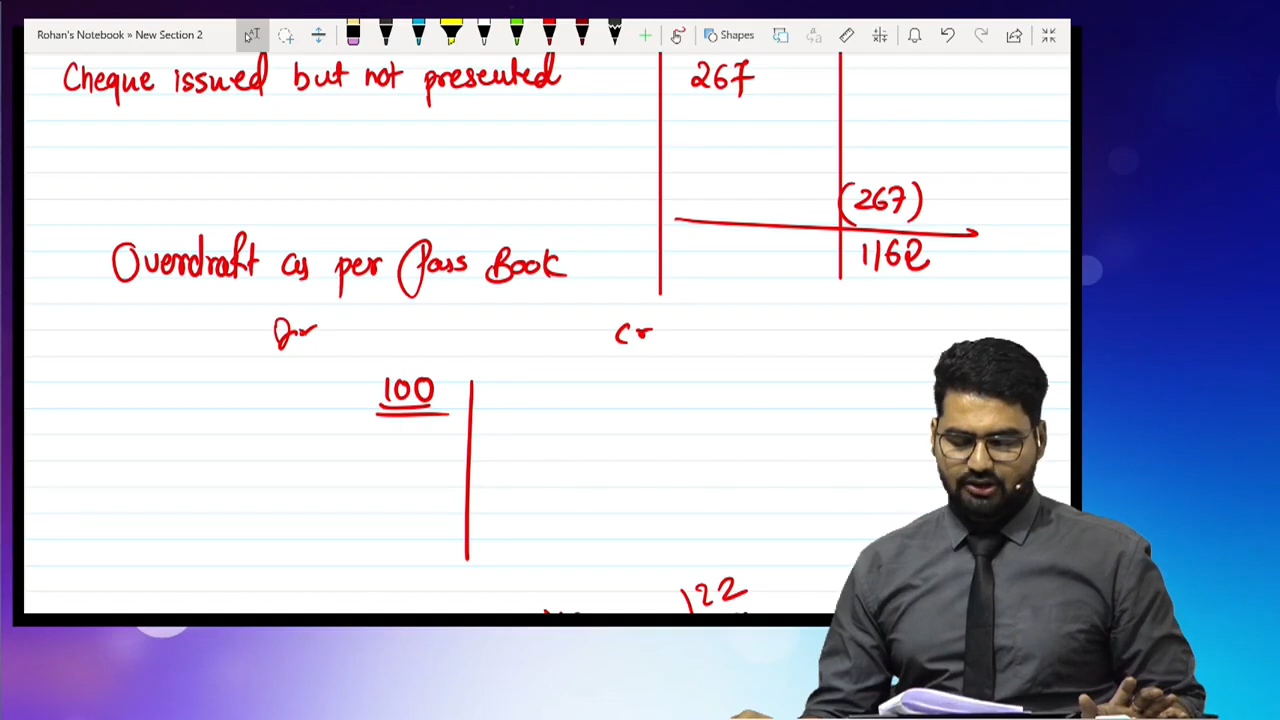 Rohan's Notebook » New Section 2
Shapes
Cheque issued but not presented 267
(267)
Overdraft as per Pass Book 1162
Dr Cr
100
122